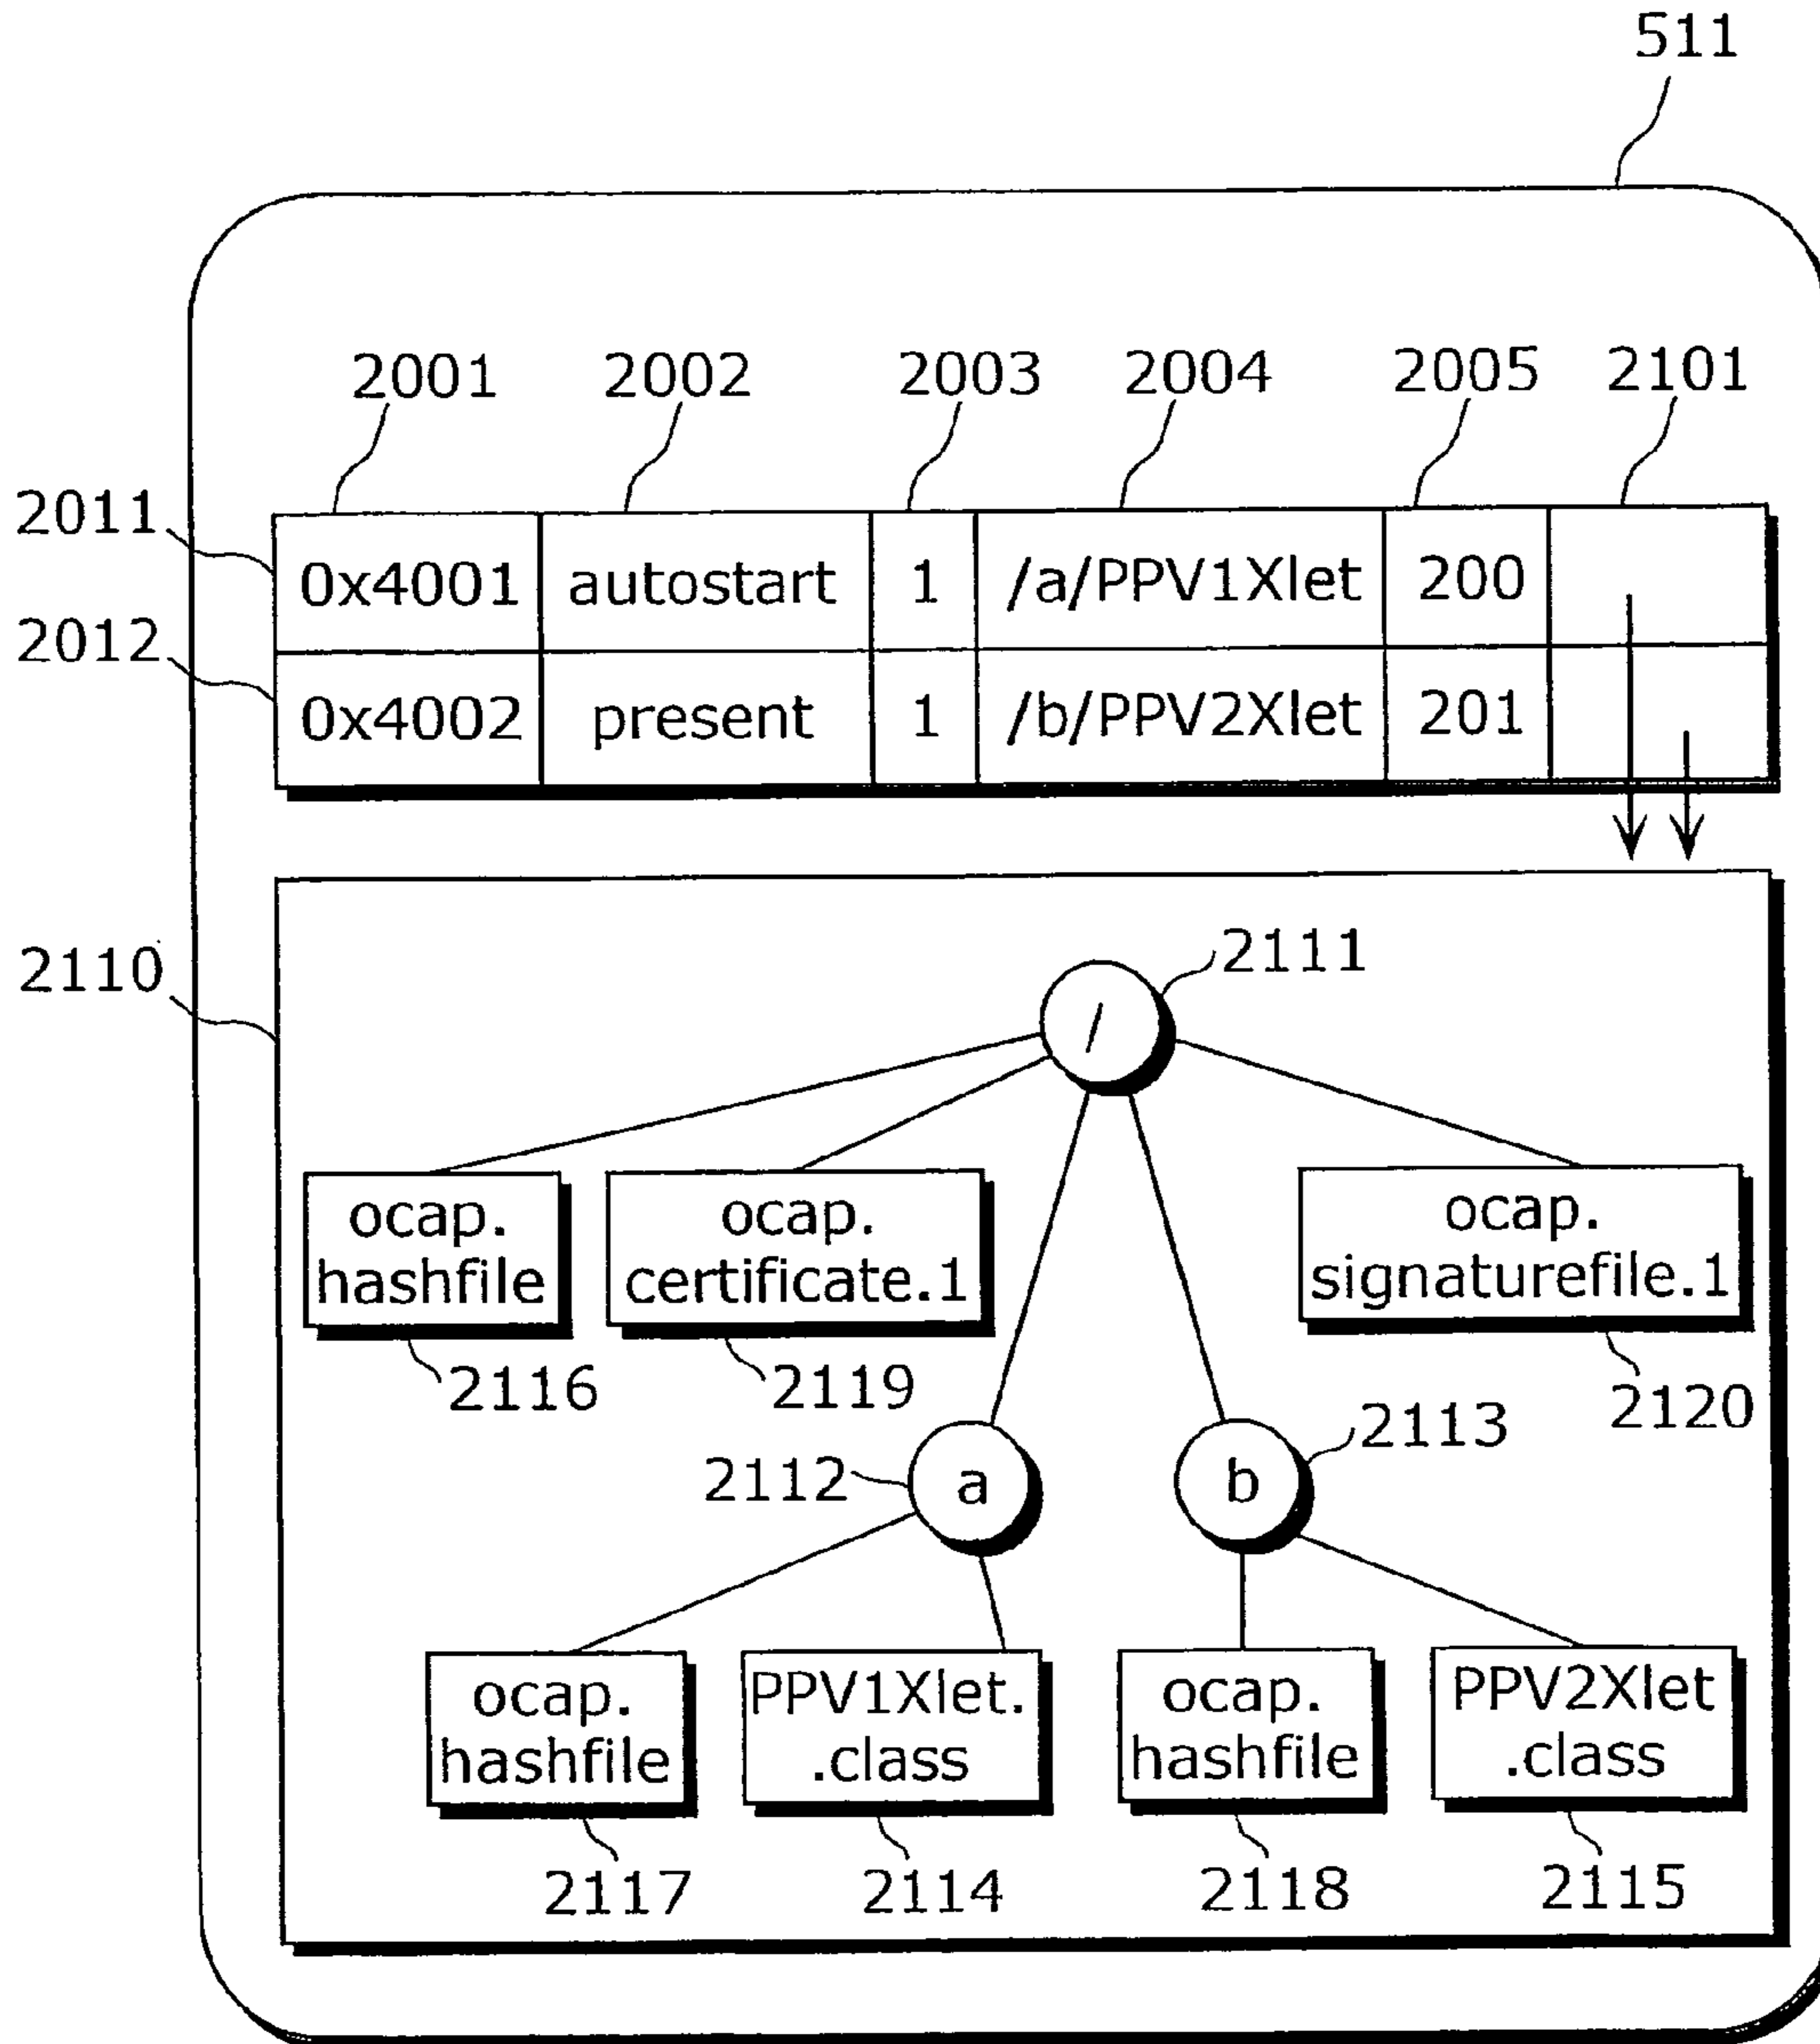 511
2001 2002 2003 2004 2005 2101
2011
0x4001 autostart 1 /a/PPV1Xlet 200
2012
0x4002 present 1 /b/PPV2Xlet 201
2110
2111
/
ocap.
hashfile
ocap.
certificate.1
ocap.
signaturefile.1
2116
2119
2120
2112
a
b
2113
ocap.
hashfile
PPV1Xlet.
.class
ocap.
hashfile
PPV2Xlet
.class
2117
2114
2118
2115